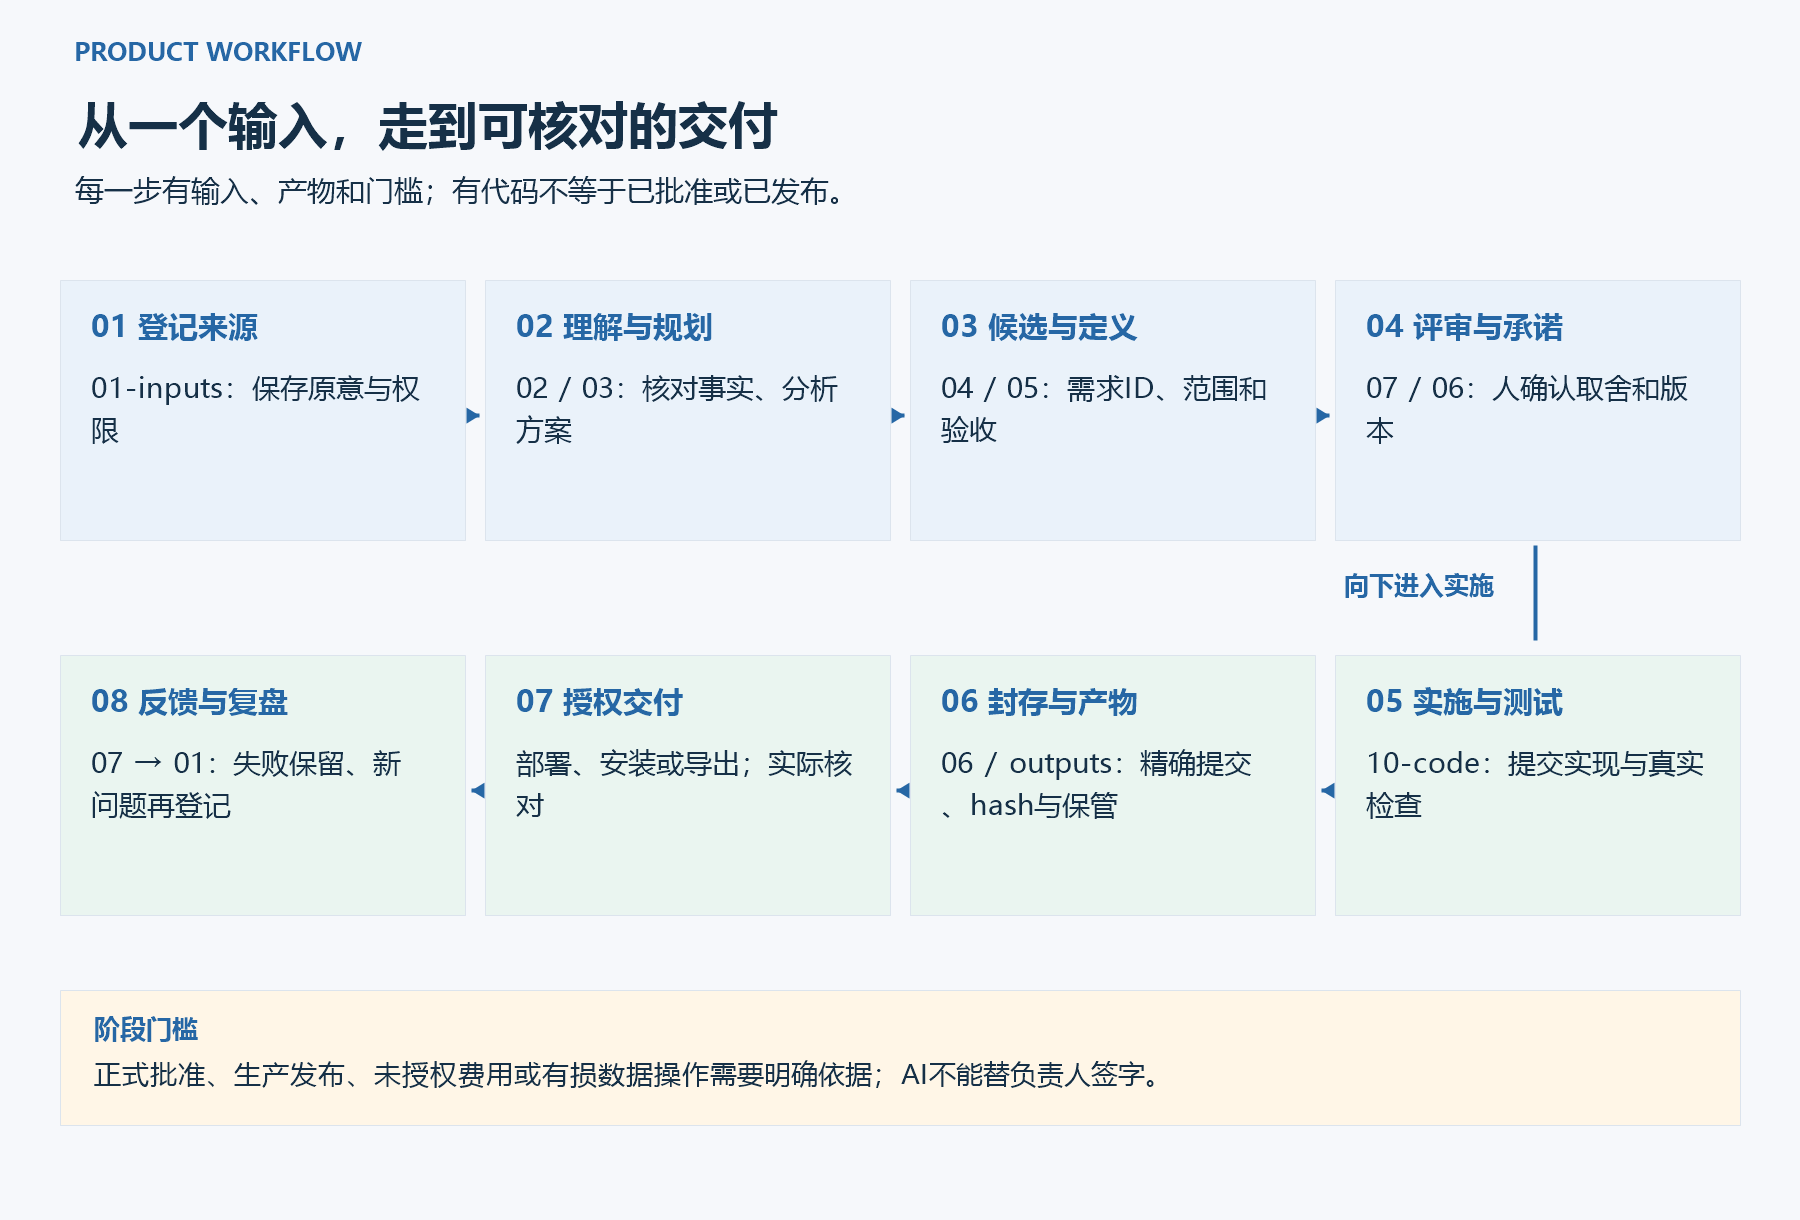 PRODUCT WORKFLOW
从一个输入，走到可核对的交付
每一步有输入、产物和门槛；有代码不等于已批准或已发布。
01 登记来源
01-inputs：保存原意与权
限
02 理解与规划
02 / 03：核对事实、分析
方案
03 候选与定义
04 / 05：需求ID、范围和
验收
04 评审与承诺
07 / 06：人确认取舍和版
本
向下进入实施
08 反馈与复盘
07 → 01：失败保留、新
问题再登记
07 授权交付
部署、安装或导出；实际核
对
06 封存与产物
06 / outputs：精确提交
、hash与保管
05 实施与测试
10-code：提交实现与真实
检查
阶段门槛
正式批准、生产发布、未授权费用或有损数据操作需要明确依据；AI不能替负责人签字。